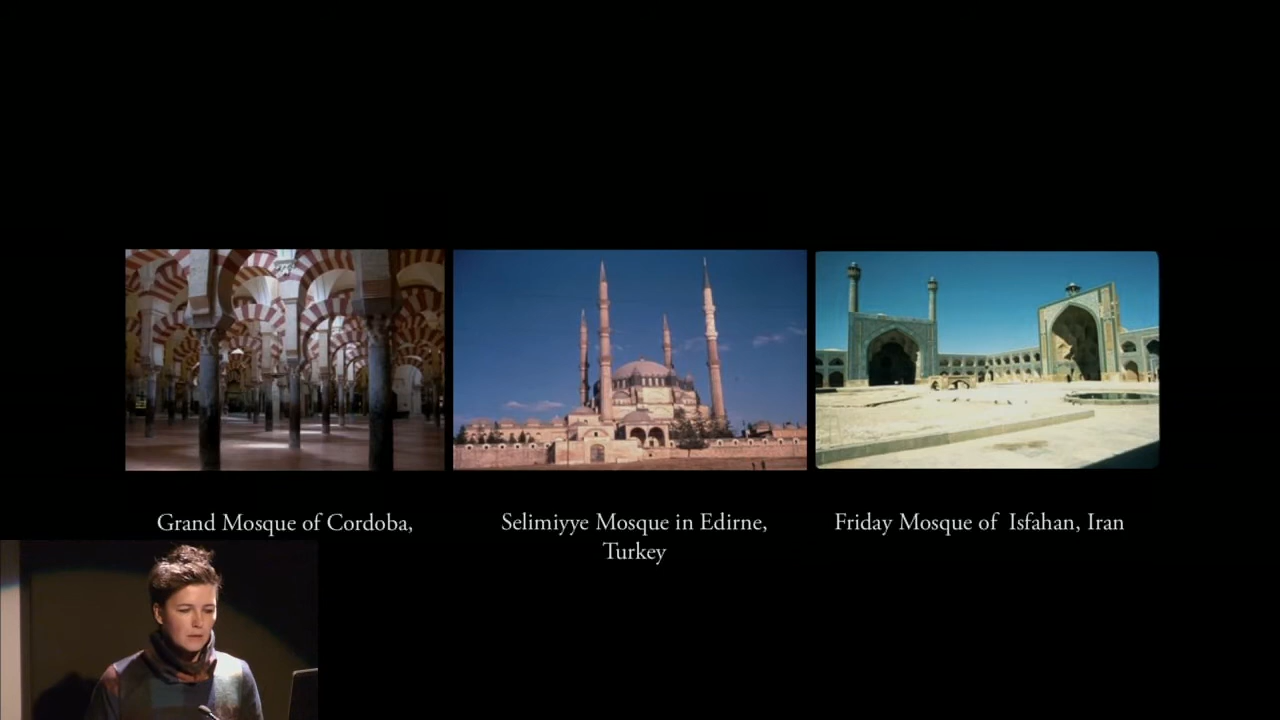 Grand Mosque of Cordoba,
Selimiyye Mosque in Edirne,
Turkey
Friday Mosque of Isfahan, Iran